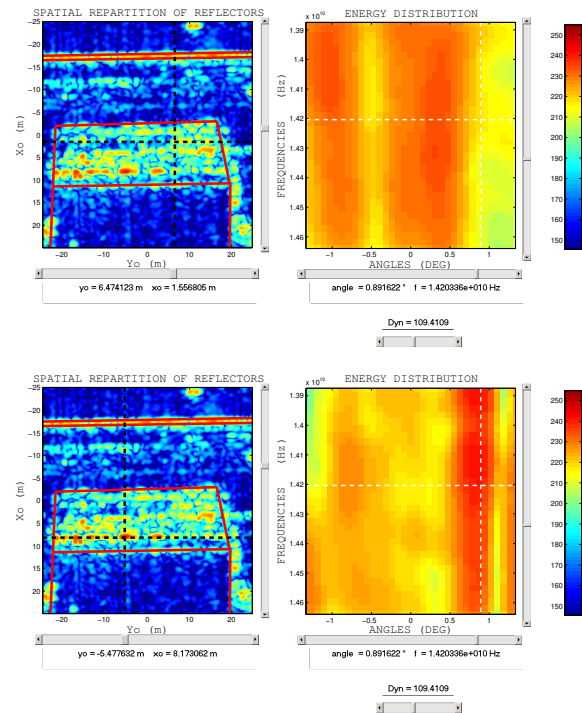 SPATIAL REPARTITION OF REFLECTORS
ENERGY DISTRIBUTION
x 10¹⁰
−25
−20
−15
−10
−5
0
5
10
15
20
Xo (m)
−20 −10 0 10 20
Yo (m)
1.39
1.4
1.41
1.42
1.43
1.44
1.45
1.46
FREQUENCIES (Hz)
−1 −0.5 0 0.5 1
ANGLES (DEG)
250
240
230
220
210
200
190
180
170
160
150
yo = 6.474123 m xo = 1.556805 m
angle = 0.891622 ° f = 1.420336e+010 Hz
Dyn = 109.4109
SPATIAL REPARTITION OF REFLECTORS
ENERGY DISTRIBUTION
x 10¹⁰
−25
−20
−15
−10
−5
0
5
10
15
20
Xo (m)
−20 −10 0 10 20
Yo (m)
1.39
1.4
1.41
1.42
1.43
1.44
1.45
1.46
FREQUENCIES (Hz)
−1 −0.5 0 0.5 1
ANGLES (DEG)
250
240
230
220
210
200
190
180
170
160
150
yo = -5.477632 m xo = 8.173062 m
angle = 0.891622 ° f = 1.420336e+010 Hz
Dyn = 109.4109